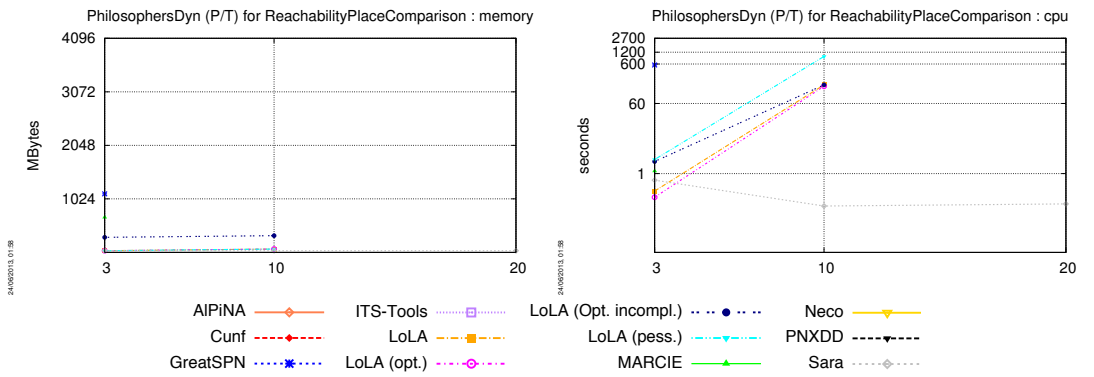 PhilosophersDyn (P/T) for ReachabilityPlaceComparison : memory
4096
3072
2048
1024
MBytes
3
10
20
24/06/2013, 01:58
PhilosophersDyn (P/T) for ReachabilityPlaceComparison : cpu
2700
1200
600
60
1
seconds
3
10
20
24/06/2013, 01:58
AlPiNA
Cunf
GreatSPN
ITS-Tools
LoLA
LoLA (opt.)
LoLA (Opt. incompl.)
LoLA (pess.)
MARCIE
Neco
PNXDD
Sara